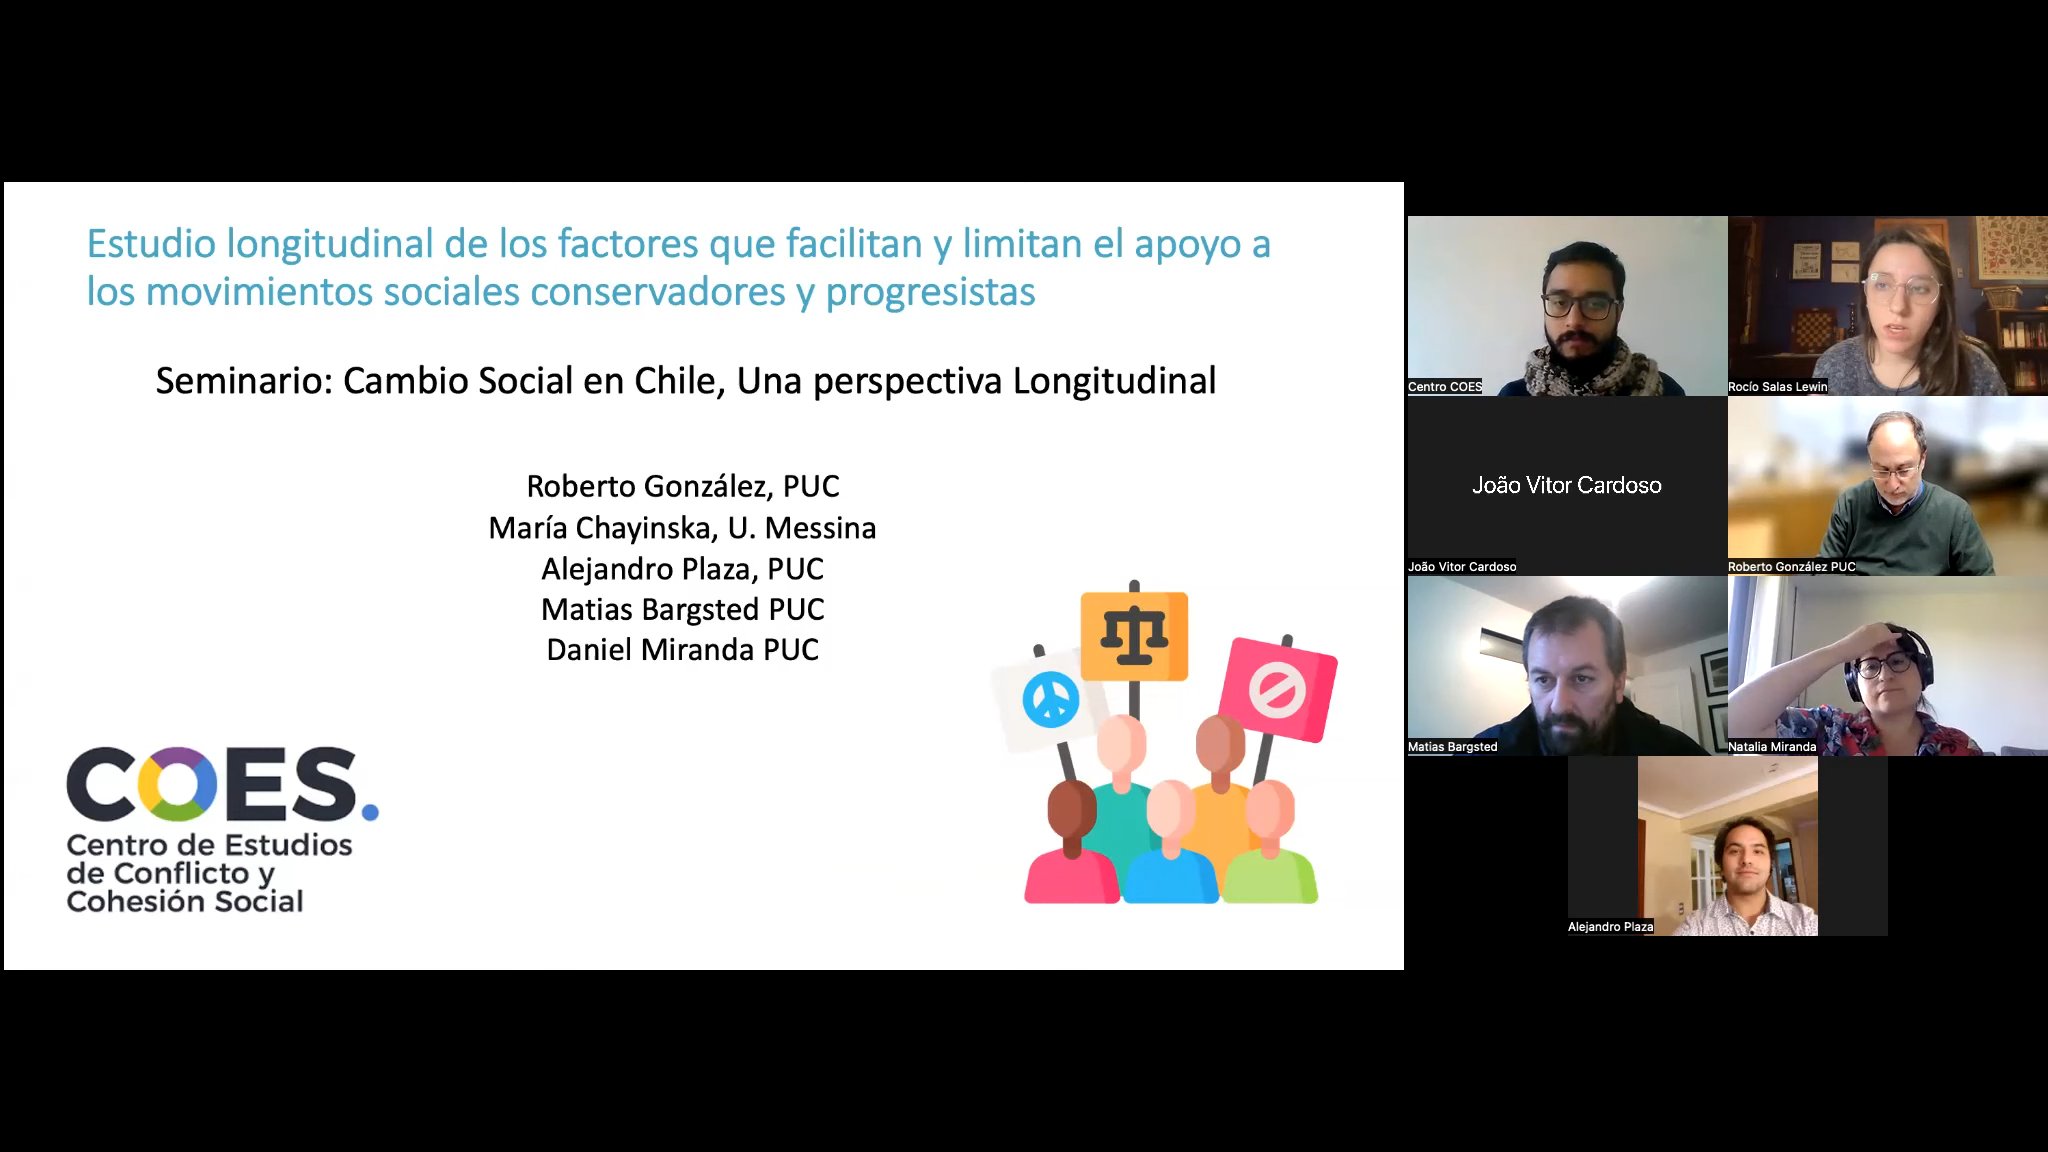 Estudio longitudinal de los factores que facilitan y limitan el apoyo a
los movimientos sociales conservadores y progresistas
Seminario: Cambio Social en Chile, Una perspectiva Longitudinal
Roberto González, PUC
María Chayinska, U. Messina
Alejandro Plaza, PUC
Matias Bargsted PUC
Daniel Miranda PUC
COES.
Centro de Estudios
de Conflicto y
Cohesión Social
Centro COES
Rocío Salas Lewin
João Vitor Cardoso
João Vitor Cardoso
Roberto González PUC
Matias Bargsted
Natalia Miranda
Alejandro Plaza